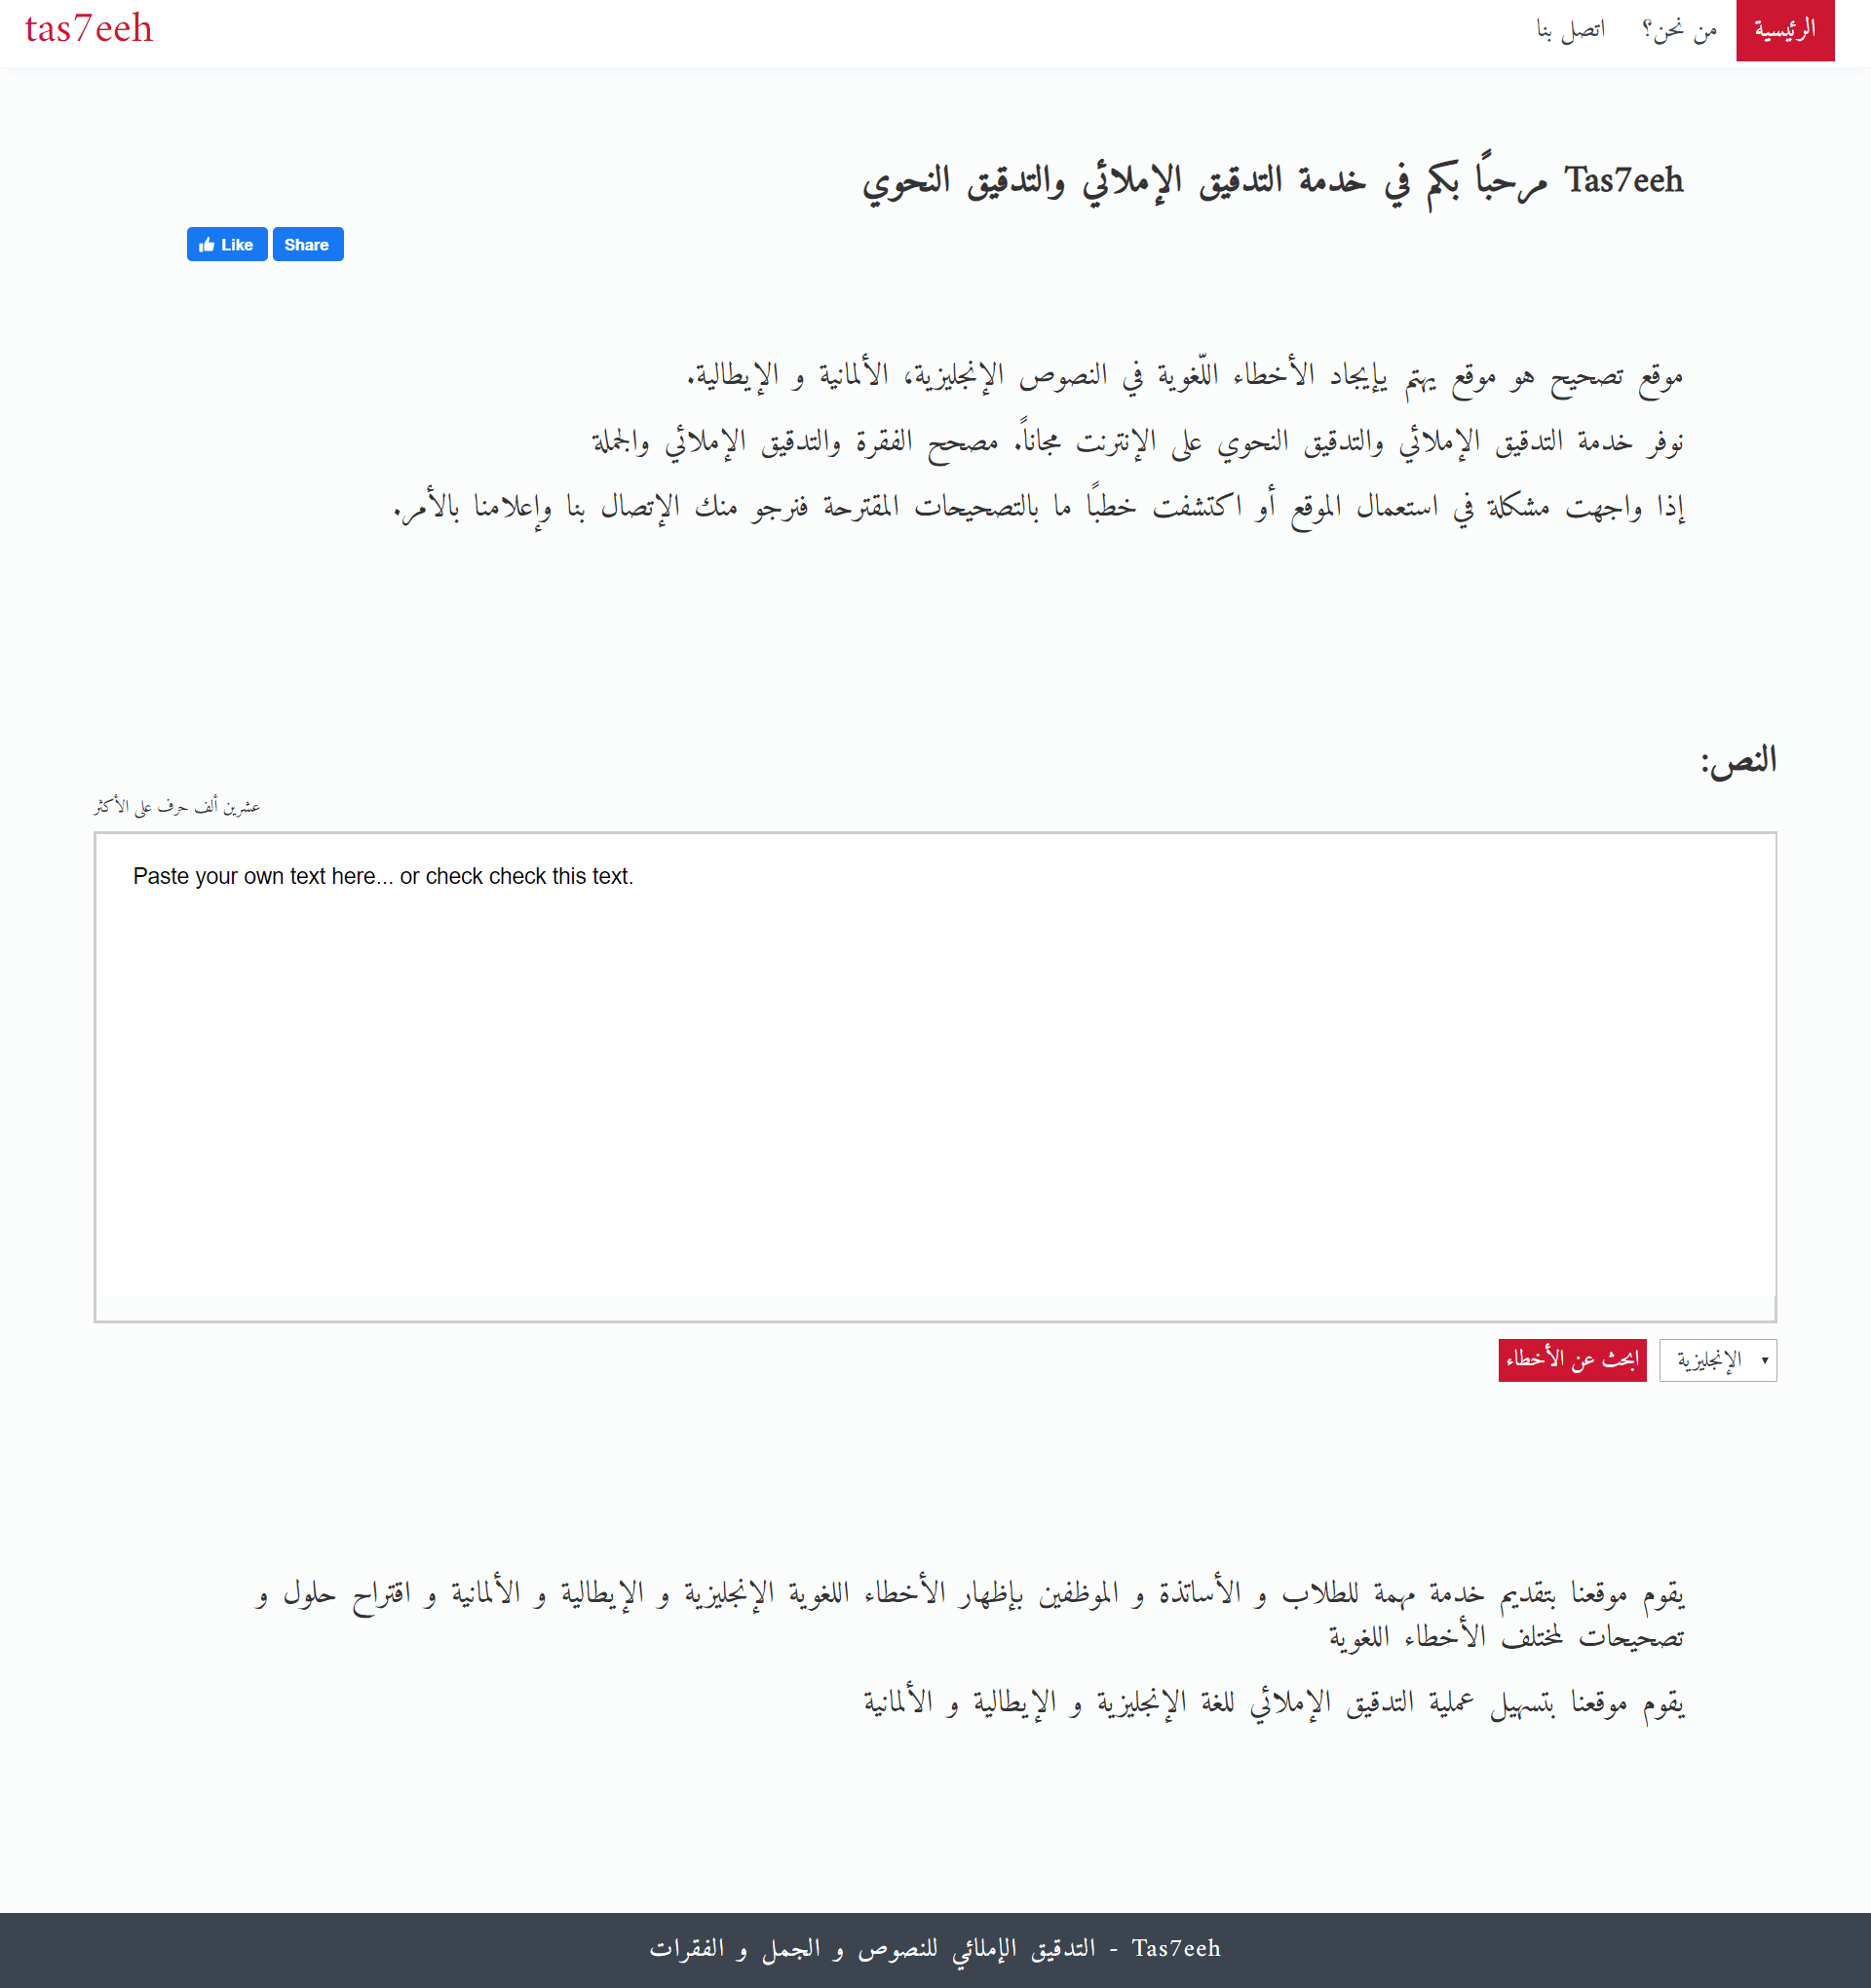 الرئيسية
من نحن؟
اتصل بنا
tas7eeh
Tas7eeh مرحبًا بكم في خدمة التدقيق الإملائي والتدقيق النحوي
Like
Share
موقع تصحيح هو موقع يهتم يإيجاد الأخطاء اللّغوية في النصوص الإنجليزية، الألمانية و الإيطالية.
نوفر خدمة التدقيق الإملائي والتدقيق النحوي على الإنترنت مجاناً. مصحح الفقرة والتدقيق الإملائي والجملة
إذا واجهت مشكلة في استعمال الموقع أو اكتشفت خطبًا ما بالتصحيحات المقترحة فنرجو منك الإتصال بنا وإعلامنا بالأمر.
النص:
عشرين ألف حرف على الأكثر
Paste your own text here... or check check this text.
الإنجليزية
ابحث عن الأخطاء
يقوم موقعنا بتقديم خدمة مهمة للطلاب و الأساتذة و الموظفين بإظهار الأخطاء اللغوية الإنجليزية و الإيطالية و الألمانية و اقتراح حلول و
تصحيحات لمختلف الأخطاء اللغوية
يقوم موقعنا بتسهيل عملية التدقيق الإملائي للغة الإنجليزية و الإيطالية و الألمانية
Tas7eeh - التدقيق الإملائي للنصوص و الجمل و الفقرات